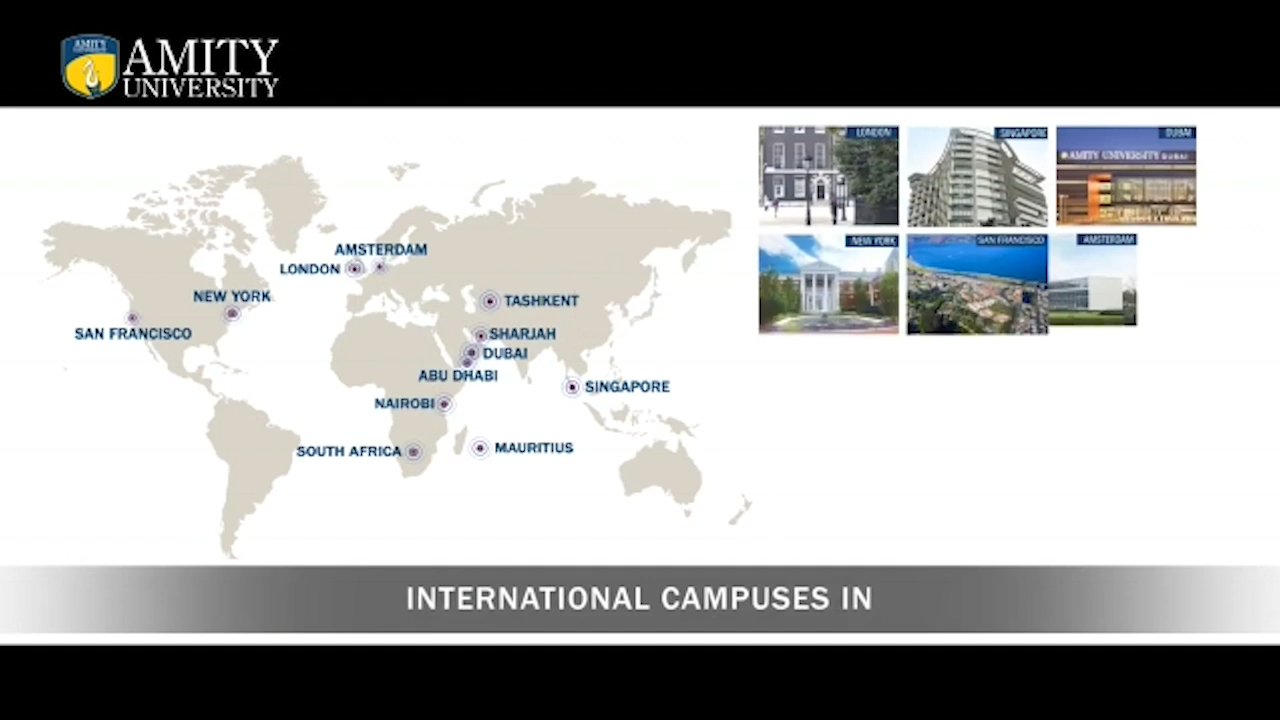 AMITY
AMITY
UNIVERSITY
LONDON
SINGAPORE
DUBAI
AMITY UNIVERSITY DUBAI
NEW YORK
SAN FRANCISCO
AMSTERDAM
AMSTERDAM
LONDON
NEW YORK
TASHKENT
SAN FRANCISCO
SHARJAH
DUBAI
ABU DHABI
SINGAPORE
NAIROBI
SOUTH AFRICA
MAURITIUS
INTERNATIONAL CAMPUSES IN